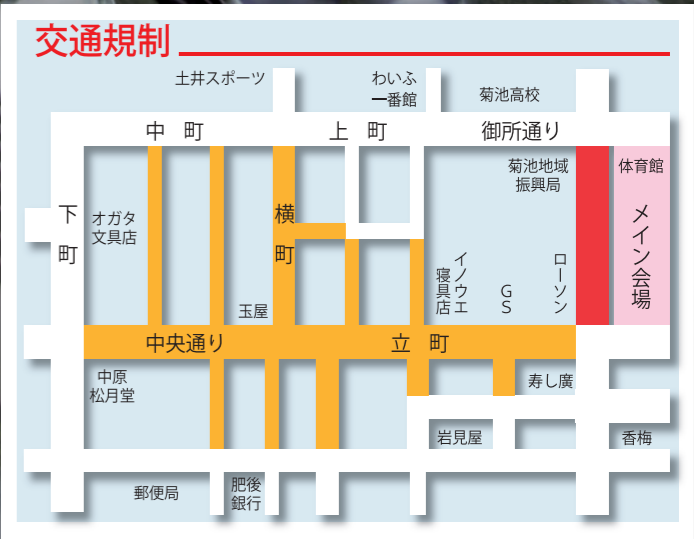 交通規制
土井スポーツ
わいふ
一番館
菊池高校
中 町
上 町
御所通り
菊池地域
振興局
体育館
下町
オガタ
文具店
横町
メイン会場
イノウエ
寝具店
GS
ローソン
玉屋
中央通り
立 町
中原
松月堂
寿し廣
岩見屋
香梅
郵便局
肥後
銀行